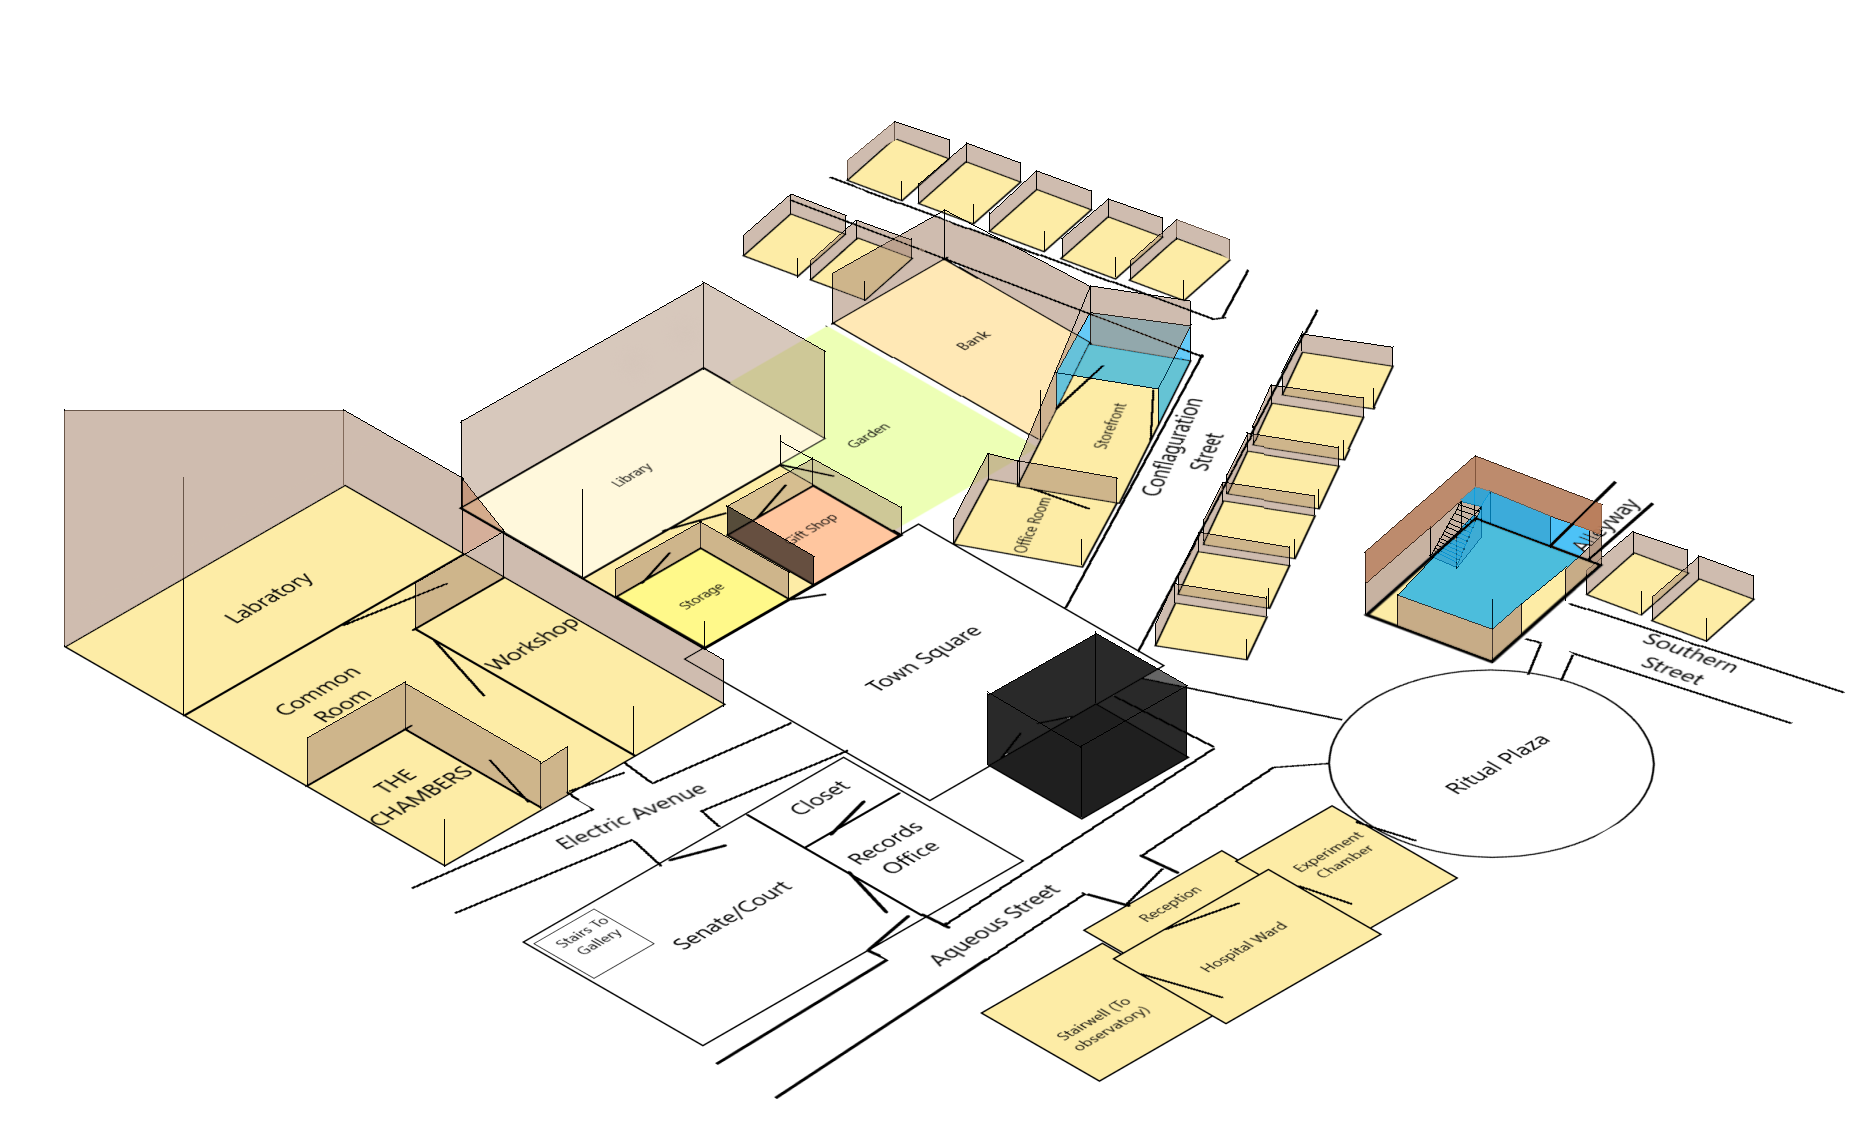 Bank
Garden
Storefront
Conflaguration
Street
Library
Gift Shop
Office Room
Alleyway
Labratory
Storage
Workshop
Common
Room
Town Square
Southern
Street
THE
CHAMBERS
Ritual Plaza
Electric Avenue
Closet
Records
Office
Experiment
Chamber
Reception
Senate/Court
Stairs To
Gallery
Aqueous Street
Hospital Ward
Stairwell (To
observatory)